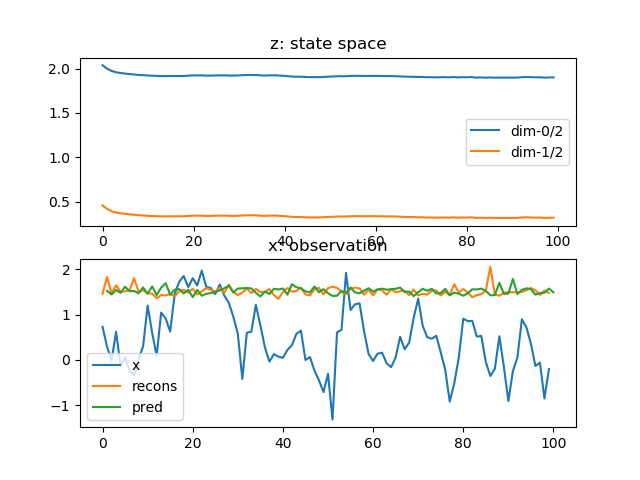 z: state space
2.0
1.5
1.0
0.5
dim-0/2
dim-1/2
0 20 40 60 80 100
x: observation
2
1
0
−1
x
recons
pred
0 20 40 60 80 100